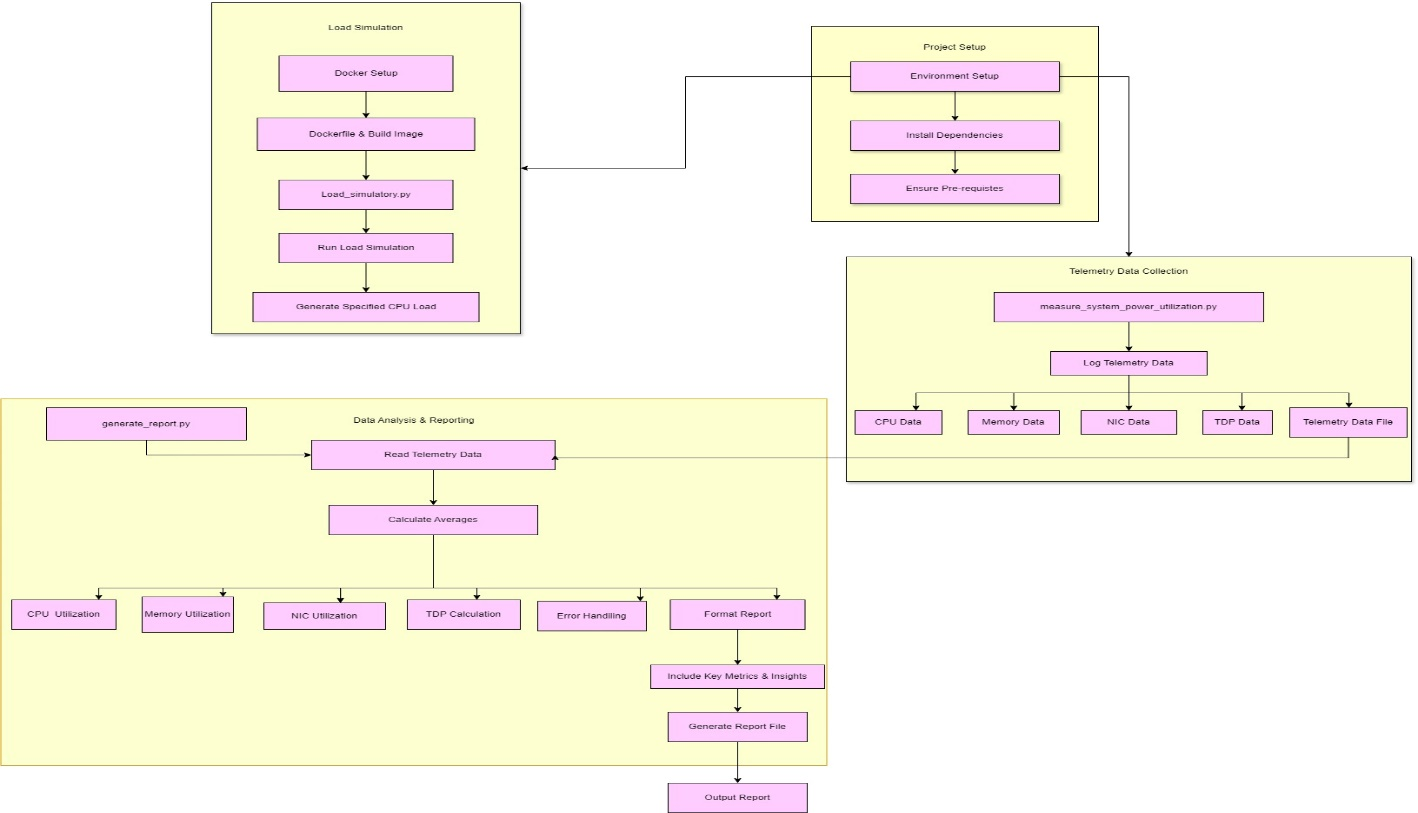 Load Simulation
Docker Setup
Dockerfile & Build Image
Load_simulatory.py
Run Load Simulation
Generate Specified CPU Load
Project Setup
Environment Setup
Install Dependencies
Ensure Pre-requistes
Telemetry Data Collection
measure_system_power_utilization.py
Log Telemetry Data
CPU Data
Memory Data
NIC Data
TDP Data
Telemetry Data File
Data Analysis & Reporting
generate_report.py
Read Telemetry Data
Calculate Averages
CPU  Utilization
Memory Utilization
NIC Utilization
TDP Calculation
Error Handling
Format Report
Include Key Metrics & Insights
Generate Report File
Output Report